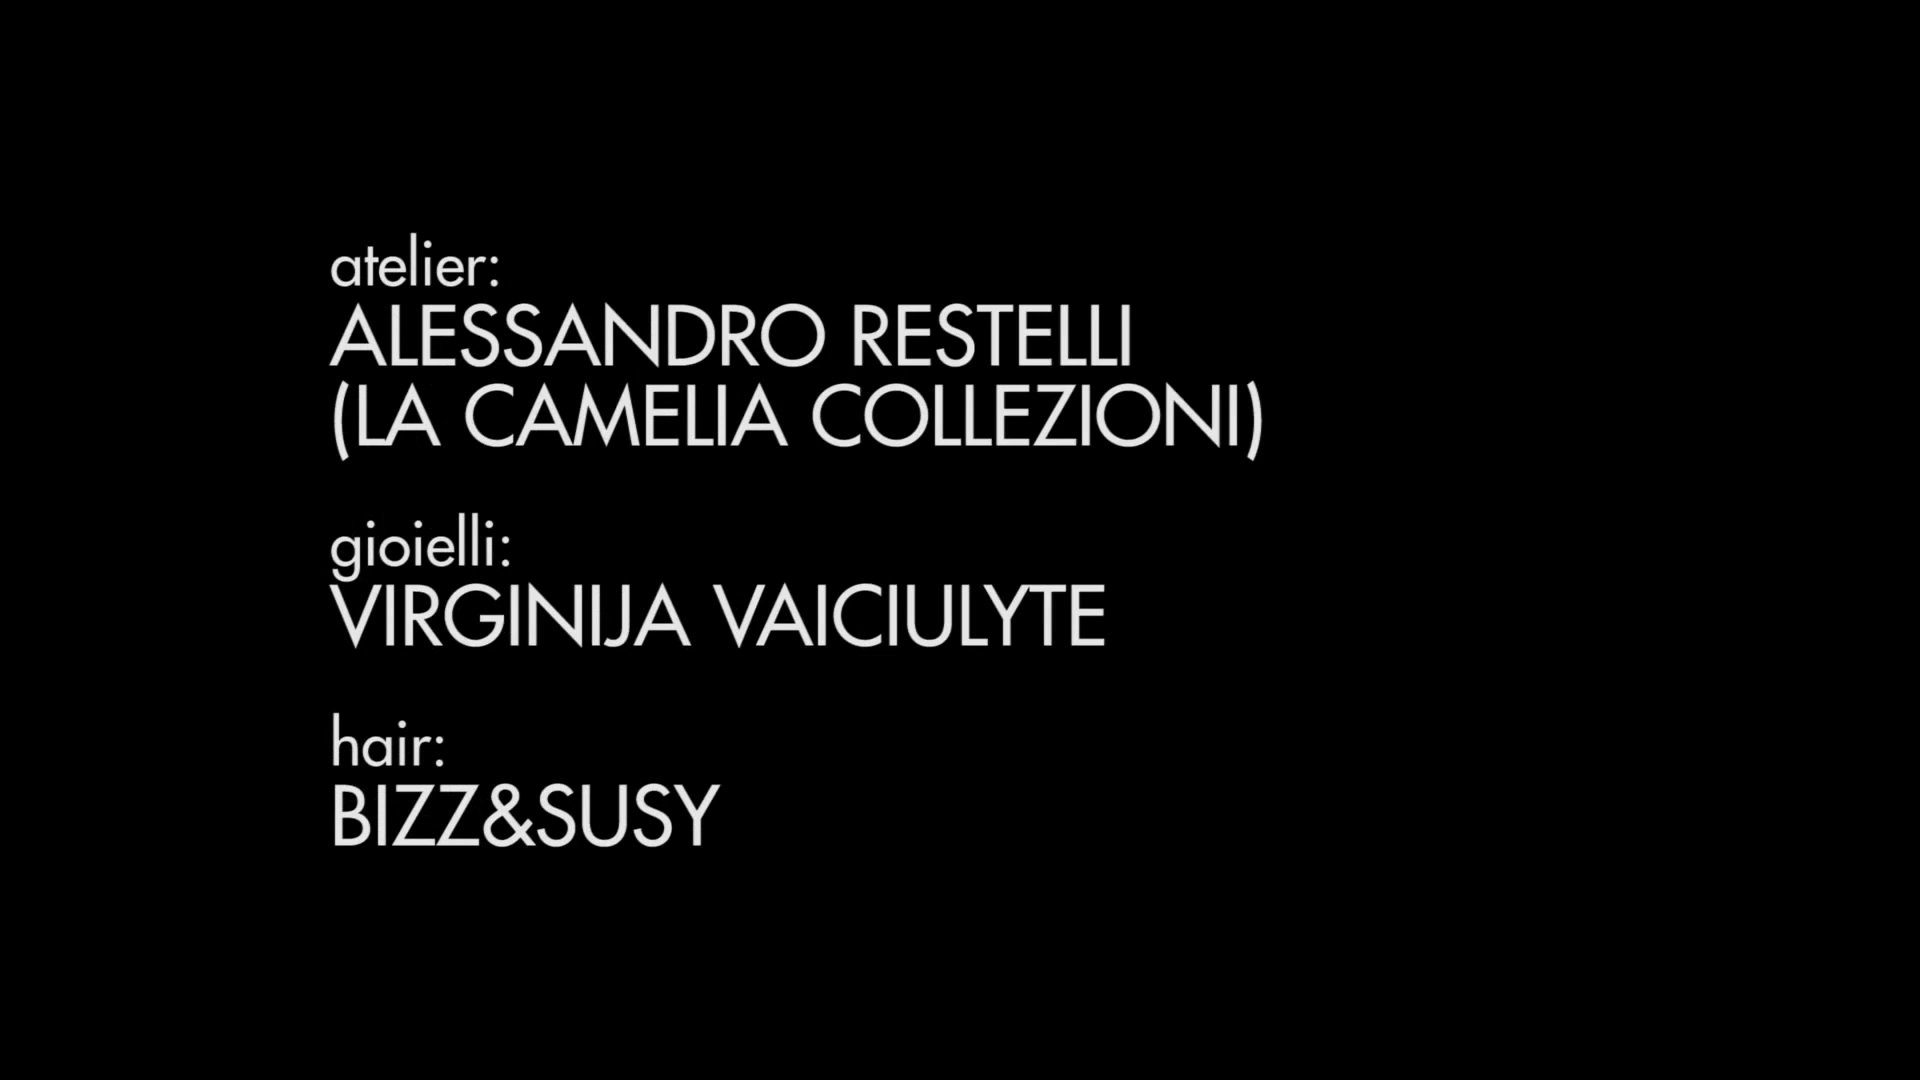 atelier:
ALESSANDRO RESTELLI
(LA CAMELIA COLLEZIONI)
gioielli:
VIRGINIJA VAICIULYTE
hair:
BIZZ&SUSY